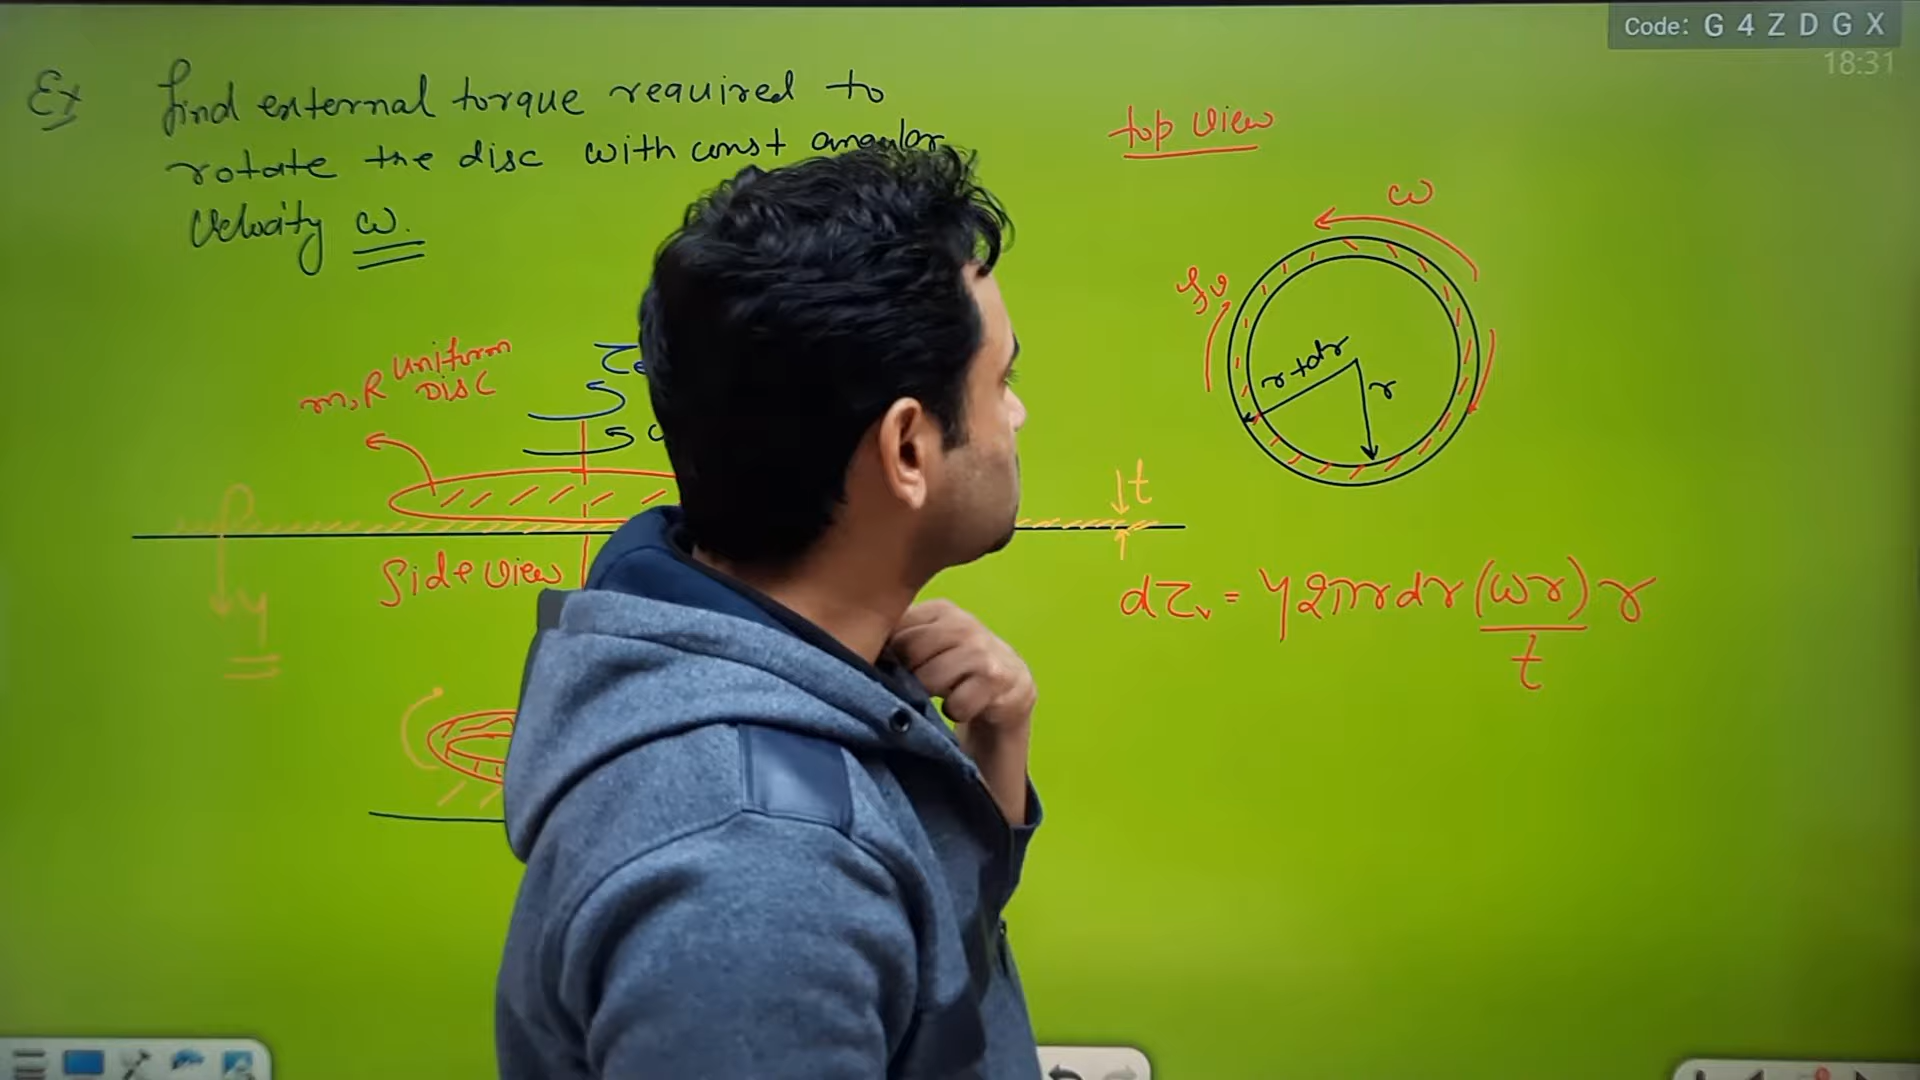 Code: G 4 Z D G X
18:31
Ex find external torque required to
rotate the disc with const angular
velocity ω.
top view
ω
fv
r+dr
r
m, R uniform
DISC
t
side view
η
dτv = η2πrdr (ωr) r
t